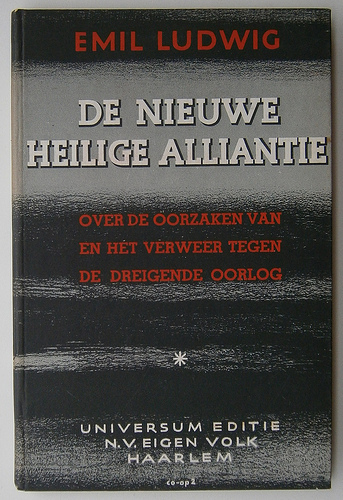 EMIL LUDWIG
DE NIEUWE
HEILIGE ALLIANTIE
OVER DE OORZAKEN VAN
EN HÉT VERWEER TEGEN
DE DREIGENDE OORLOG
*
UNIVERSUM EDITIE
N.V. EIGEN VOLK
HAARLEM
co-op 2